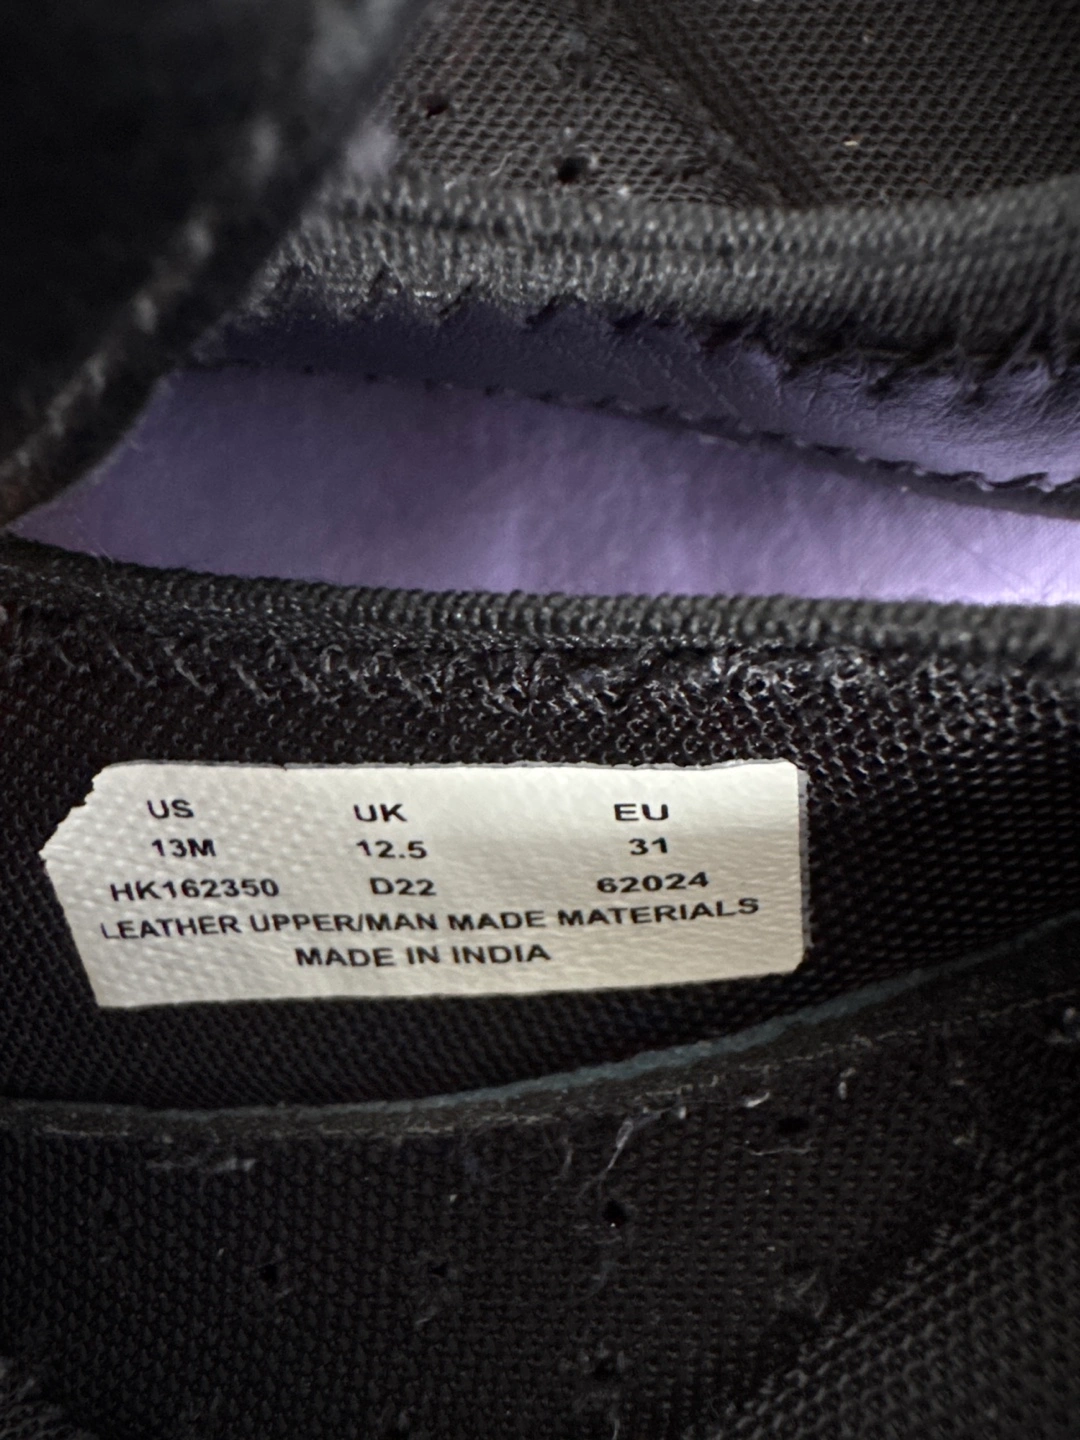 US UK EU
13M 12.5 31
HK162350 D22 62024
LEATHER UPPER/MAN MADE MATERIALS
MADE IN INDIA